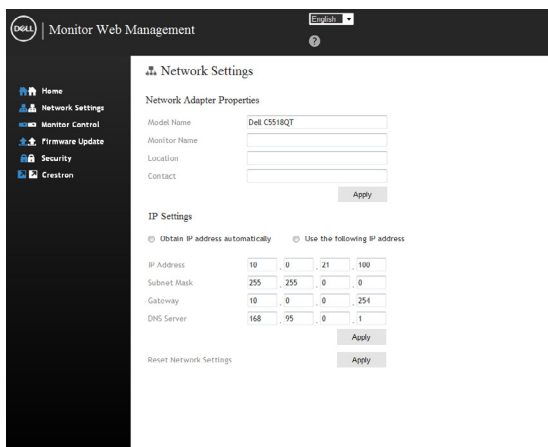 DELL Monitor Web Management
English
?
Home
Network Settings
Monitor Control
Firmware Update
Security
Crestron
Network Settings
Network Adapter Properties
Model Name Dell C5518QT
Monitor Name
Location
Contact
Apply
IP Settings
Obtain IP address automatically Use the following IP address
IP Address 10 . 0 . 21 . 100
Subnet Mask 255 . 255 . 0 . 0
Gateway 10 . 0 . 0 . 254
DNS Server 168 . 95 . 0 . 1
Apply
Reset Network Settings Apply